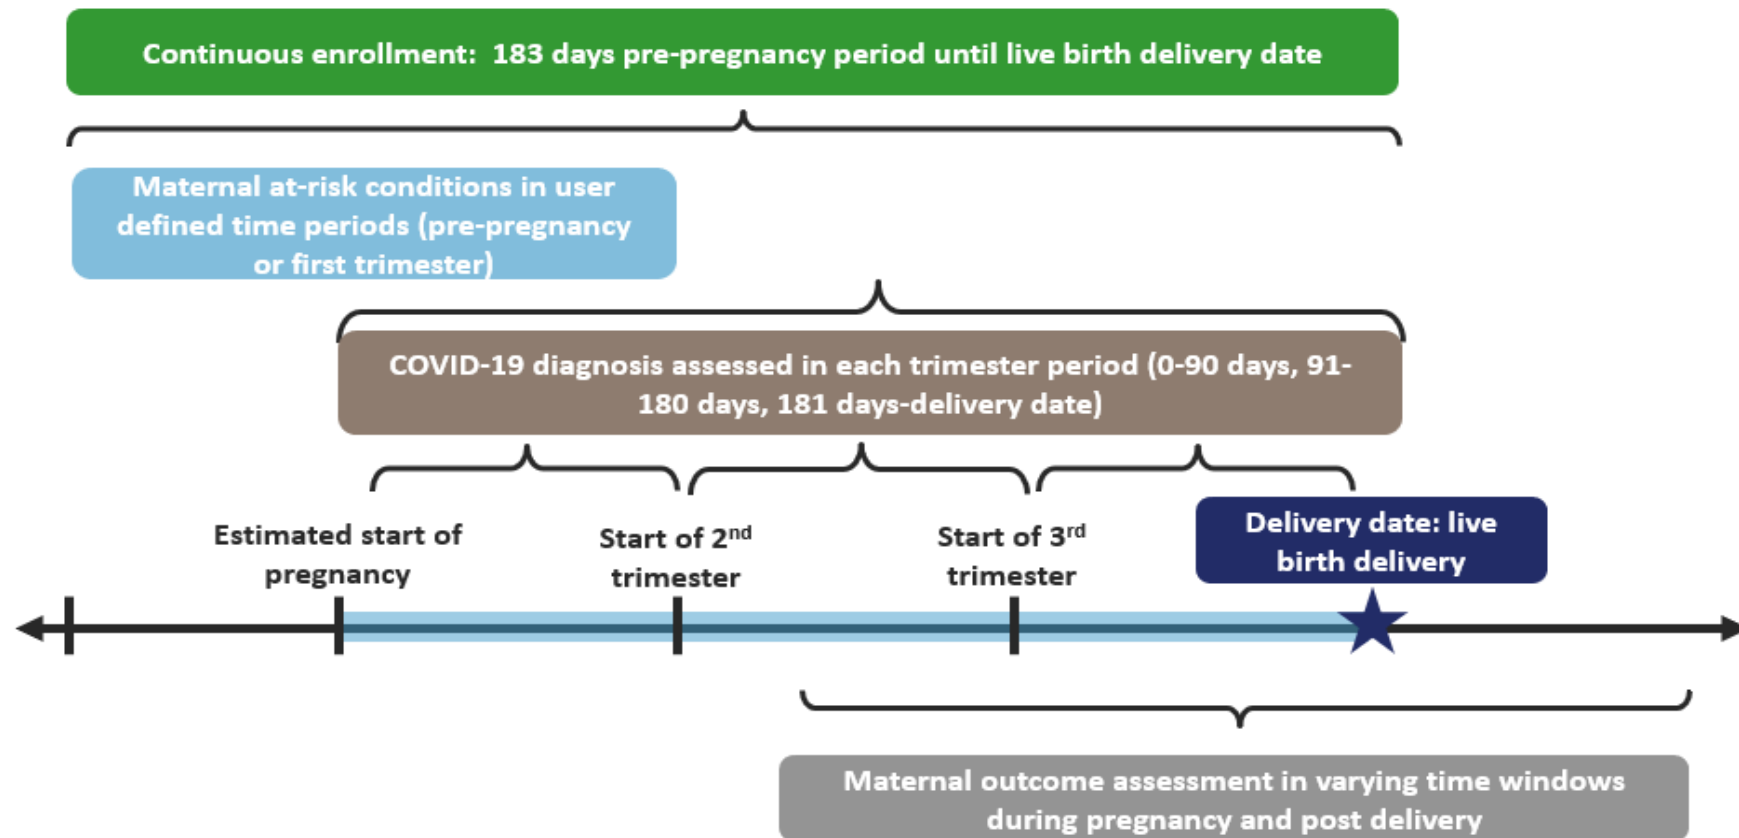 Continuous enrollment: 183 days pre-pregnancy period until live birth delivery date
Maternal at-risk conditions in user
defined time periods (pre-pregnancy
or first trimester)
COVID-19 diagnosis assessed in each trimester period (0-90 days, 91-
180 days, 181 days-delivery date)
Estimated start of
pregnancy
Start of 2nd
trimester
Start of 3rd
trimester
Delivery date: live
birth delivery
Maternal outcome assessment in varying time windows
during pregnancy and post delivery